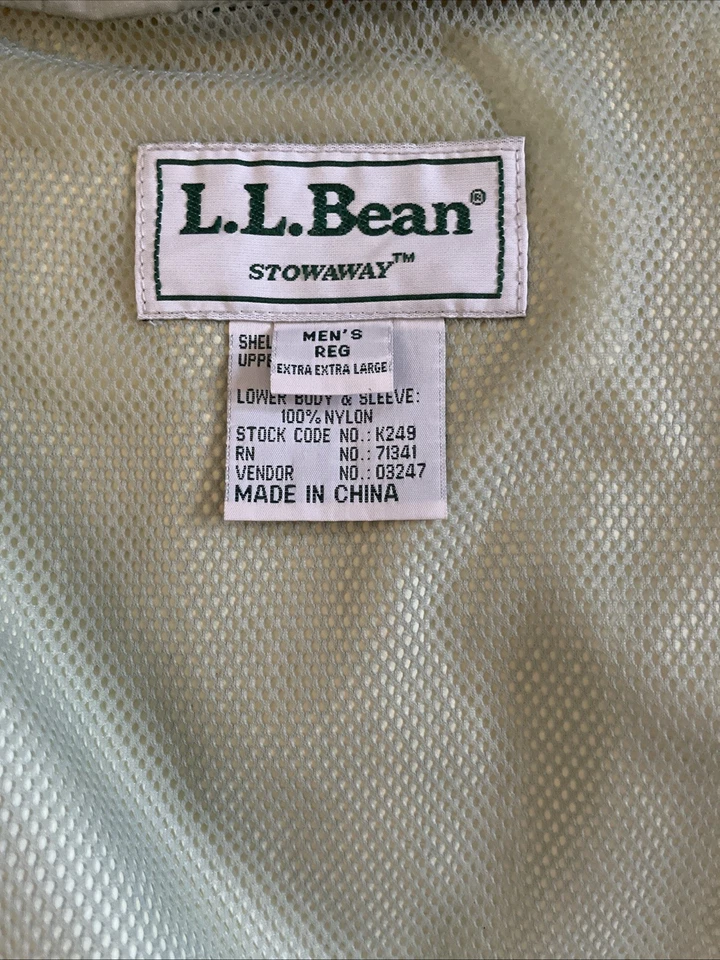 L.L.Bean®
STOWAWAY™
MEN'S
REG
EXTRA EXTRA LARGE
LOWER BODY & SLEEVE:
100% NYLON
STOCK CODE NO.: K249
RN NO.: 71341
VENDOR NO.: 03247
MADE IN CHINA